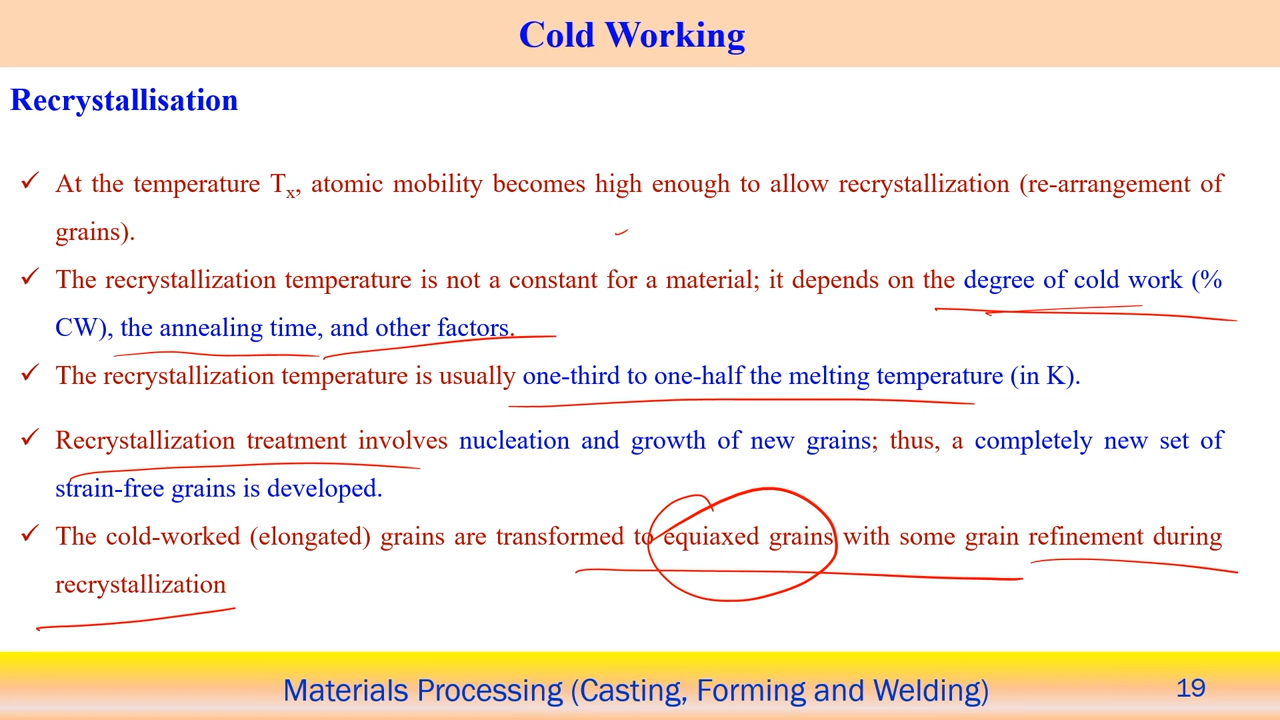 Cold Working
Recrystallisation
✓ At the temperature Tx, atomic mobility becomes high enough to allow recrystallization (re-arrangement of
grains).
✓ The recrystallization temperature is not a constant for a material; it depends on the degree of cold work (%
CW), the annealing time, and other factors.
✓ The recrystallization temperature is usually one-third to one-half the melting temperature (in K).
✓ Recrystallization treatment involves nucleation and growth of new grains; thus, a completely new set of
strain-free grains is developed.
✓ The cold-worked (elongated) grains are transformed to equiaxed grains with some grain refinement during
recrystallization
Materials Processing (Casting, Forming and Welding)
19